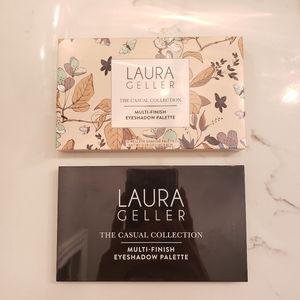 LAURA
GELLER
THE CASUAL COLLECTION
MULTI-FINISH
EYESHADOW PALETTE
LAURA
GELLER
THE CASUAL COLLECTION
MULTI-FINISH
EYESHADOW PALETTE